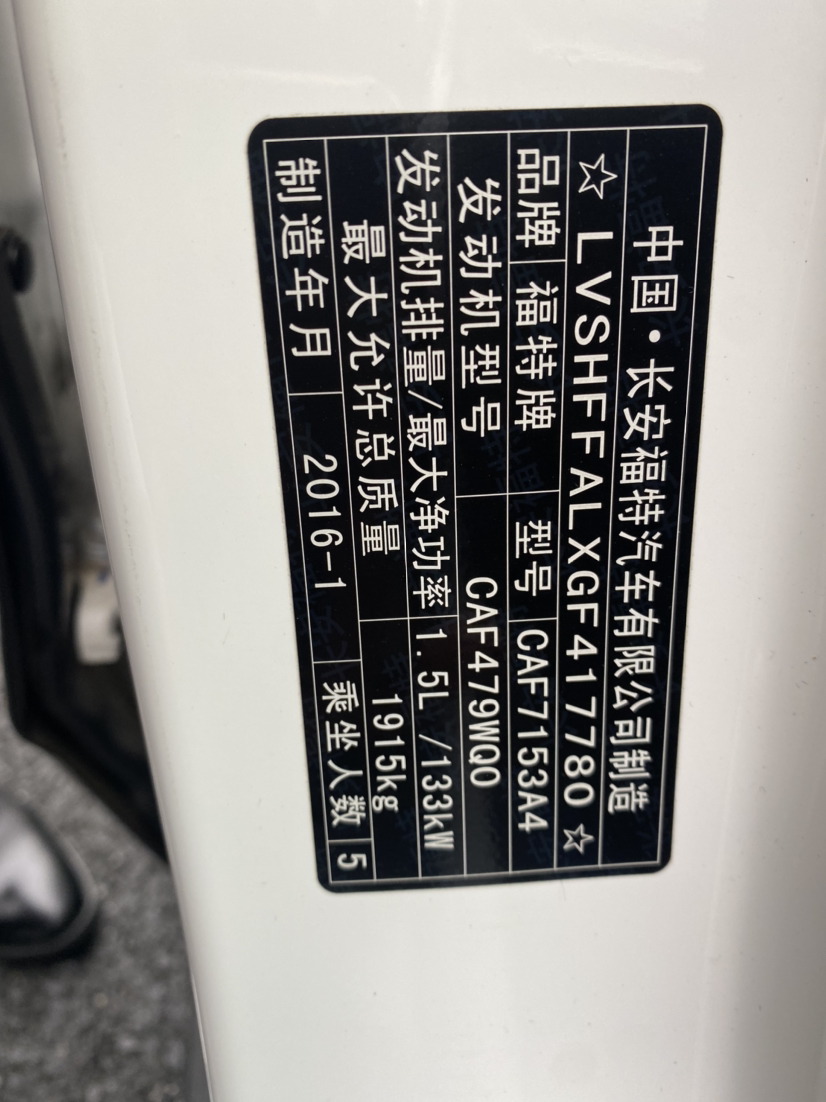 中国·长安福特汽车有限公司制造
☆ LVSHFFALXGF417780 ☆
品牌 福特牌 型号 CAF7153A4
发动机型号 CAF479WQ0
发动机排量/最大净功率 1.5L /133kW
最大允许总质量 1915kg
制造年月 2016-1 乘坐人数 5